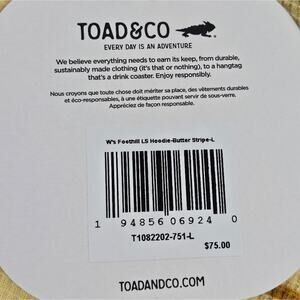 TOAD&CO
EVERY DAY IS AN ADVENTURE
We believe everything needs to earn its keep, from durable,
sustainably made clothing (it's that or nothing), to a hangtag
that's a drink coaster. Enjoy responsibly.
Nous croyons que toute chose doit mériter sa place, des vêtements durables
et éco-responsables, à une étiquette pouvant servir de sous-verre.
Appréciez de façon responsable.
W's Foothill LS Hoodie-Butter Stripe-L
1 94856 06924 0
T1082202-751-L
$75.00
TOADANDCO.COM